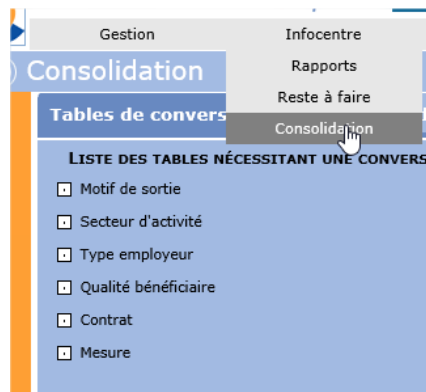 Gestion
Infocentre
Consolidation
Rapports
Reste à faire
Tables de convers
Consolidation
LISTE DES TABLES NÉCESSITANT UNE CONVERS
Motif de sortie
Secteur d'activité
Type employeur
Qualité bénéficiaire
Contrat
Mesure